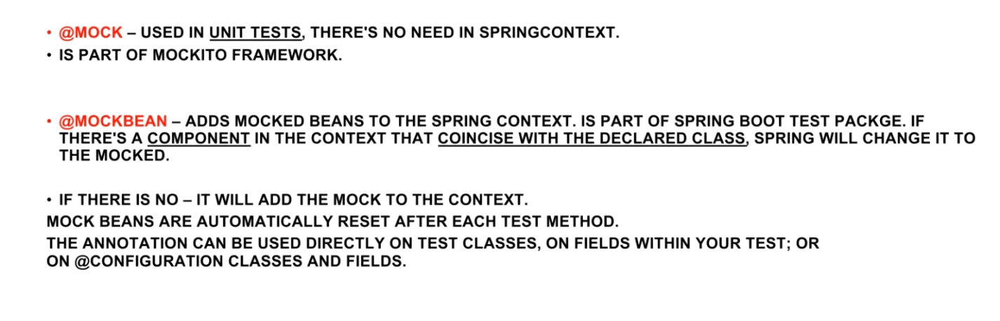 • @MOCK – USED IN UNIT TESTS, THERE'S NO NEED IN SPRINGCONTEXT.
• IS PART OF MOCKITO FRAMEWORK.
• @MOCKBEAN – ADDS MOCKED BEANS TO THE SPRING CONTEXT. IS PART OF SPRING BOOT TEST PACKGE. IF
THERE'S A COMPONENT IN THE CONTEXT THAT COINCISE WITH THE DECLARED CLASS, SPRING WILL CHANGE IT TO
THE MOCKED.
• IF THERE IS NO – IT WILL ADD THE MOCK TO THE CONTEXT.
MOCK BEANS ARE AUTOMATICALLY RESET AFTER EACH TEST METHOD.
THE ANNOTATION CAN BE USED DIRECTLY ON TEST CLASSES, ON FIELDS WITHIN YOUR TEST; OR
ON @CONFIGURATION CLASSES AND FIELDS.